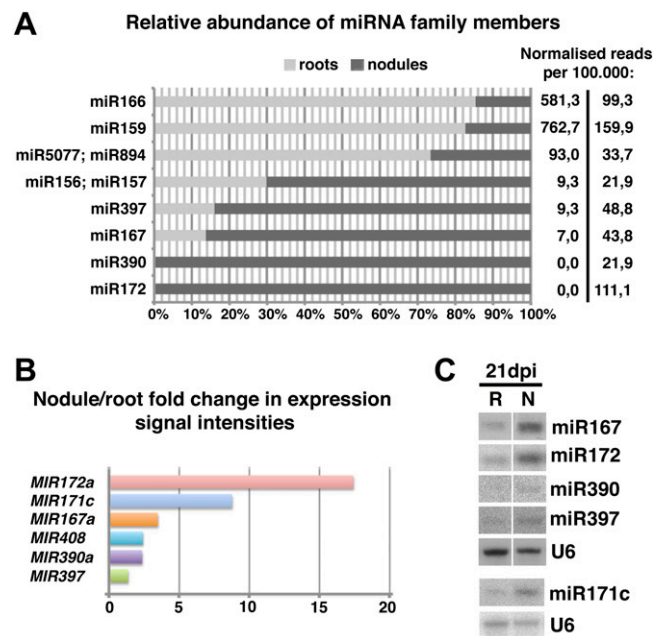 A
Relative abundance of miRNA family members
roots nodules
Normalised reads
per 100.000:
miR166 581,3 99,3
miR159 762,7 159,9
miR5077; miR894 93,0 33,7
miR156; miR157 9,3 21,9
miR397 9,3 48,8
miR167 7,0 43,8
miR390 0,0 21,9
miR172 0,0 111,1
0% 10% 20% 30% 40% 50% 60% 70% 80% 90% 100%
B
Nodule/root fold change in expression
signal intensities
MIR172a
MIR171c
MIR167a
MIR408
MIR390a
MIR397
0 5 10 15 20
C
21dpi
R N
miR167
miR172
miR390
miR397
U6
miR171c
U6